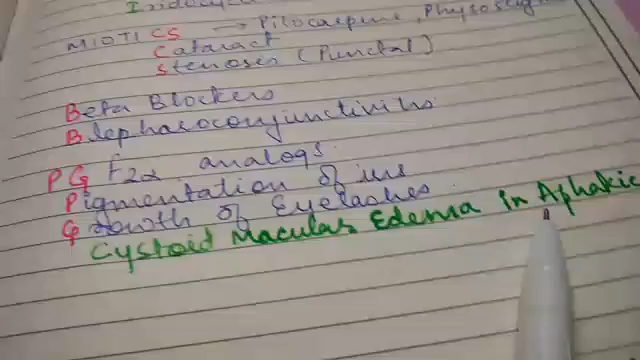 MIOTICS → Pilocarpine, Physostig
Cataract
Stenosis (Punctal)
Beta Blockers
Blepharoconjunctivitis
PG F2α analogs.
Pigmentation of iris
Growth of Eyelashes
Cystoid Macular Edema in Aphakic